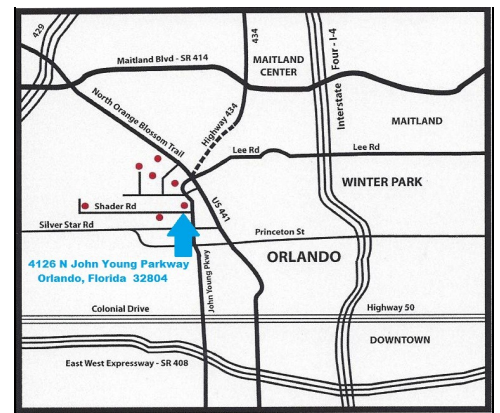 429
434
Four - I-4
Interstate
Maitland Blvd - SR 414
MAITLAND
CENTER
North Orange Blossom Trail
Highway 434
MAITLAND
Lee Rd
Lee Rd
WINTER PARK
Shader Rd
US 441
Silver Star Rd
Princeton St
4126 N John Young Parkway
Orlando, Florida 32804
ORLANDO
John Young Pkwy
Colonial Drive
Highway 50
DOWNTOWN
East West Expressway - SR 408